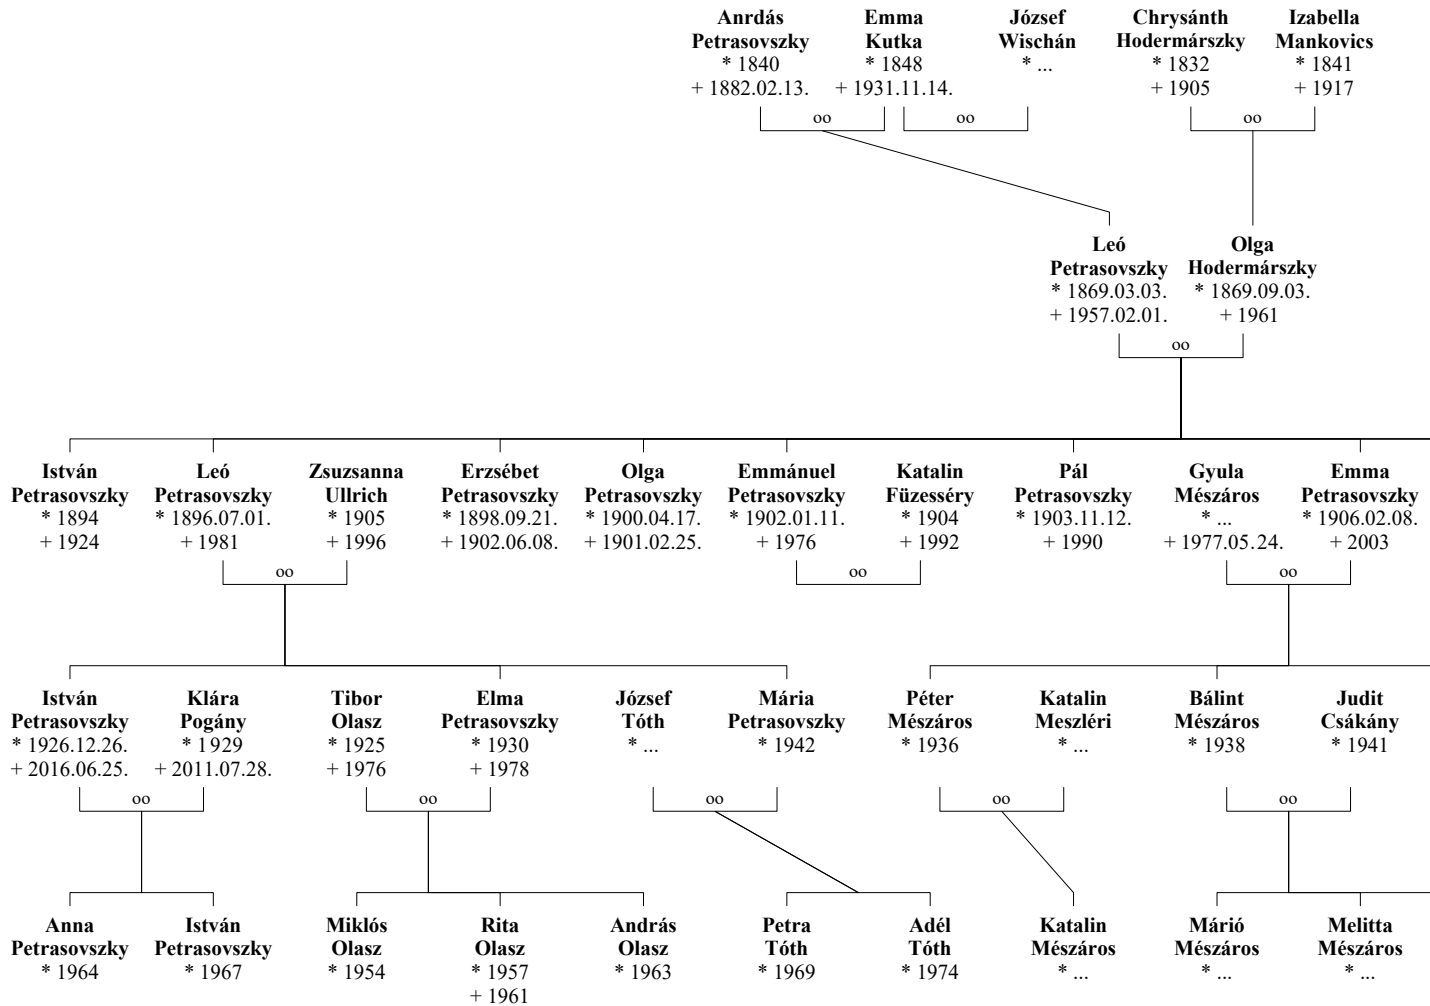 Anrdás
Petrasovszky
* 1840
+ 1882.02.13.
Emma
Kutka
* 1848
+ 1931.11.14.
József
Wischán
* ...
Chrysánth
Hodermárszky
* 1832
+ 1905
Izabella
Mankovics
* 1841
+ 1917
oo
oo
oo
Leó
Petrasovszky
* 1869.03.03.
+ 1957.02.01.
Olga
Hodermárszky
* 1869.09.03.
+ 1961
oo
István
Petrasovszky
* 1894
+ 1924
Leó
Petrasovszky
* 1896.07.01.
+ 1981
Zsuzsanna
Ullrich
* 1905
+ 1996
Erzsébet
Petrasovszky
* 1898.09.21.
+ 1902.06.08.
Olga
Petrasovszky
* 1900.04.17.
+ 1901.02.25.
Emmánuel
Petrasovszky
* 1902.01.11.
+ 1976
Katalin
Füzesséry
* 1904
+ 1992
Pál
Petrasovszky
* 1903.11.12.
+ 1990
Gyula
Mészáros
* ...
+ 1977.05.24.
Emma
Petrasovszky
* 1906.02.08.
+ 2003
oo
oo
oo
István
Petrasovszky
* 1926.12.26.
+ 2016.06.25.
Klára
Pogány
* 1929
+ 2011.07.28.
Tibor
Olasz
* 1925
+ 1976
Elma
Petrasovszky
* 1930
+ 1978
József
Tóth
* ...
Mária
Petrasovszky
* 1942
Péter
Mészáros
* 1936
Katalin
Meszléri
* ...
Bálint
Mészáros
* 1938
Judit
Csákány
* 1941
oo
oo
oo
oo
oo
Anna
Petrasovszky
* 1964
István
Petrasovszky
* 1967
Miklós
Olasz
* 1954
Rita
Olasz
* 1957
+ 1961
András
Olasz
* 1963
Petra
Tóth
* 1969
Adél
Tóth
* 1974
Katalin
Mészáros
* ...
Márió
Mészáros
* ...
Melitta
Mészáros
* ...